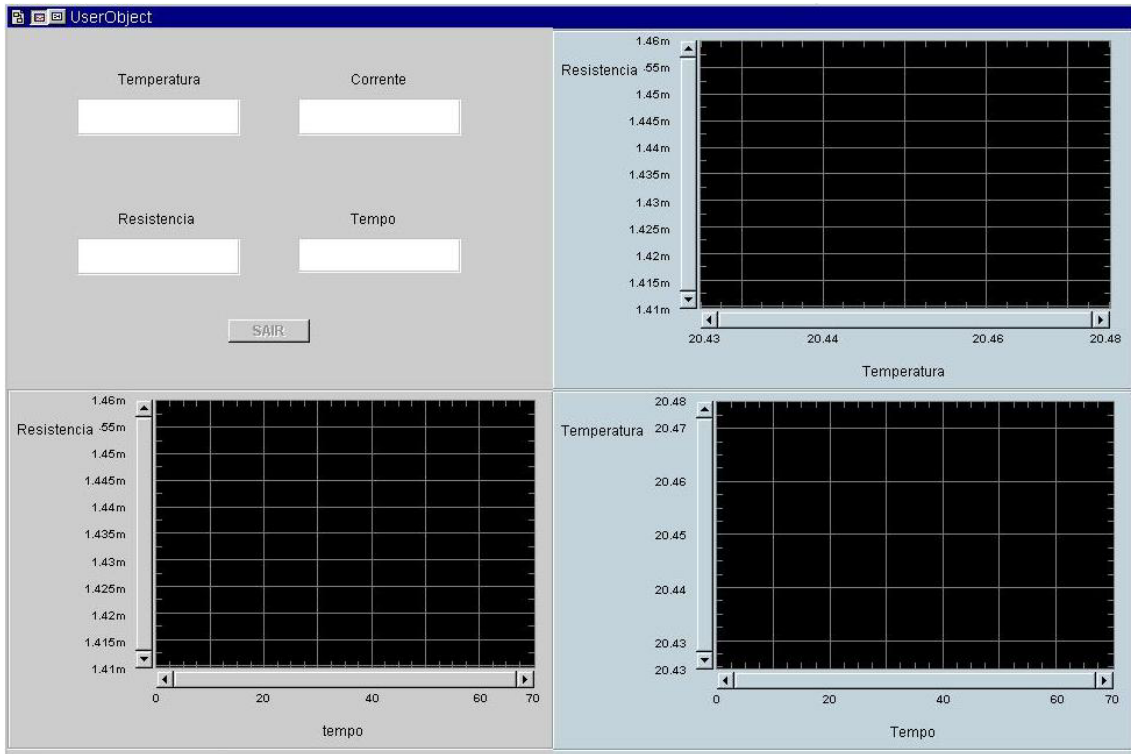 UserObject
Temperatura Corrente
Resistencia Tempo
SAIR
1.46m
Resistencia .55m
1.45m
1.445m
1.44m
1.435m
1.43m
1.425m
1.42m
1.415m
1.41m
20.43 20.44 20.46 20.48
Temperatura
1.46m
Resistencia .55m
1.45m
1.445m
1.44m
1.435m
1.43m
1.425m
1.42m
1.415m
1.41m
0 20 40 60 70
tempo
20.48
Temperatura 20.47
20.46
20.45
20.44
20.43
20.43
0 20 40 60 70
Tempo